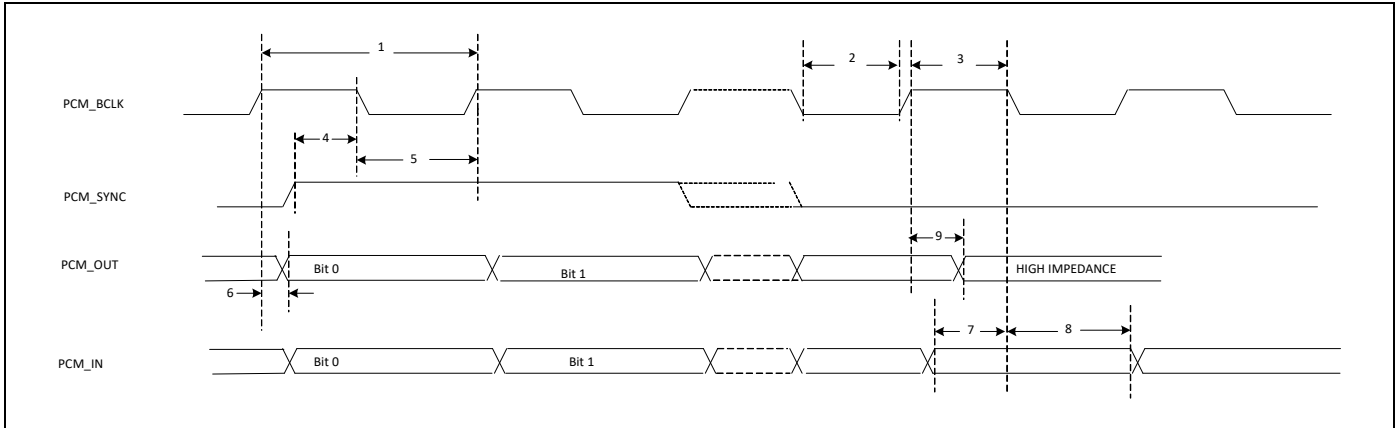 1
2
3
PCM_BCLK
4
5
PCM_SYNC
9
PCM_OUT
Bit 0
Bit 1
HIGH IMPEDANCE
6
7
8
PCM_IN
Bit 0
Bit 1